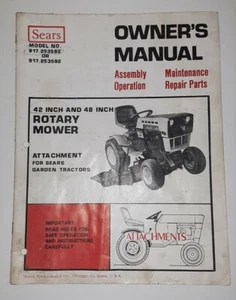 Sears
MODEL NO.
917.253582
OR
917.253592
OWNER'S
MANUAL
Assembly Maintenance
Operation Repair Parts
42 INCH AND 48 INCH
ROTARY
MOWER
ATTACHMENT
FOR SEARS
GARDEN TRACTORS
IMPORTANT
READ RULES FOR
SAFE OPERATION
AND INSTRUCTIONS
CAREFULLY
ATTACHMENTS